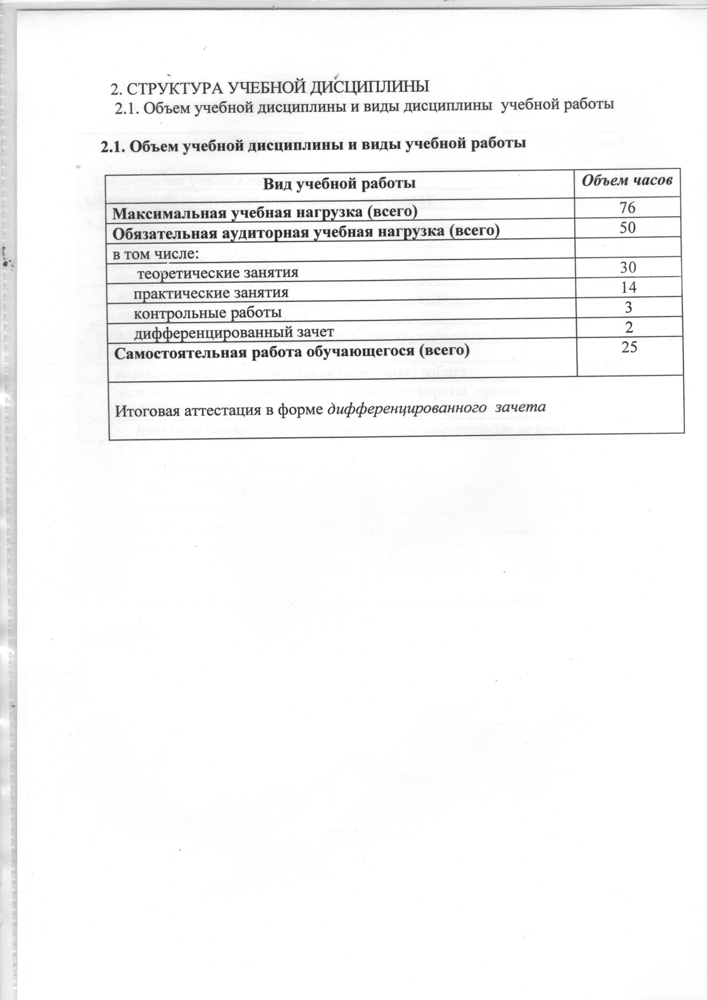 2. СТРУКТУРА УЧЕБНОЙ ДИСЦИПЛИНЫ
2.1. Объем учебной дисциплины и виды дисциплины учебной работы
2.1. Объем учебной дисциплины и виды учебной работы
Вид учебной работы Объем часов
Максимальная учебная нагрузка (всего) 76
Обязательная аудиторная учебная нагрузка (всего) 50
в том числе:
теоретические занятия 30
практические занятия 14
контрольные работы 3
дифференцированный зачет 2
Самостоятельная работа обучающегося (всего) 25
Итоговая аттестация в форме дифференцированного зачета